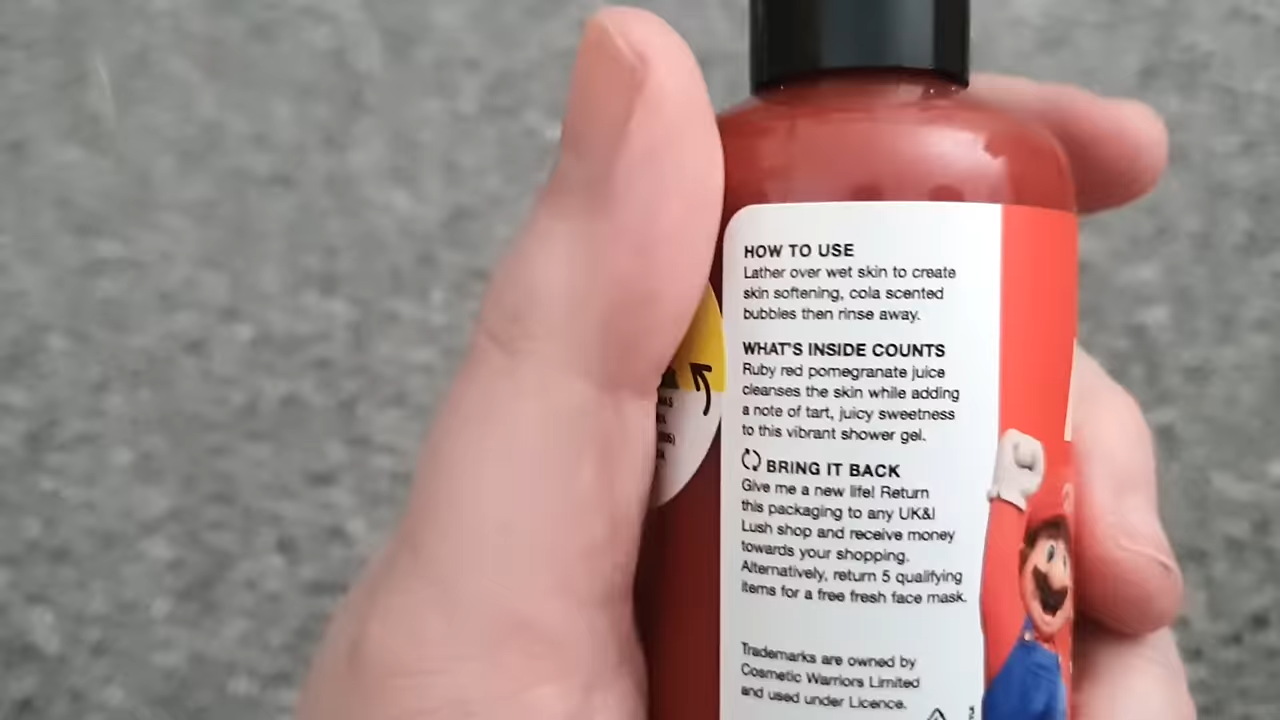 HOW TO USE
Lather over wet skin to create
skin softening, cola scented
bubbles then rinse away.
WHAT'S INSIDE COUNTS
Ruby red pomegranate juice
cleanses the skin while adding
a note of tart, juicy sweetness
to this vibrant shower gel.
BRING IT BACK
Give me a new life! Return
this packaging to any UK&I
Lush shop and receive money
towards your shopping.
Alternatively, return 5 qualifying
items for a free fresh face mask.
Trademarks are owned by
Cosmetic Warriors Limited
and used under Licence.